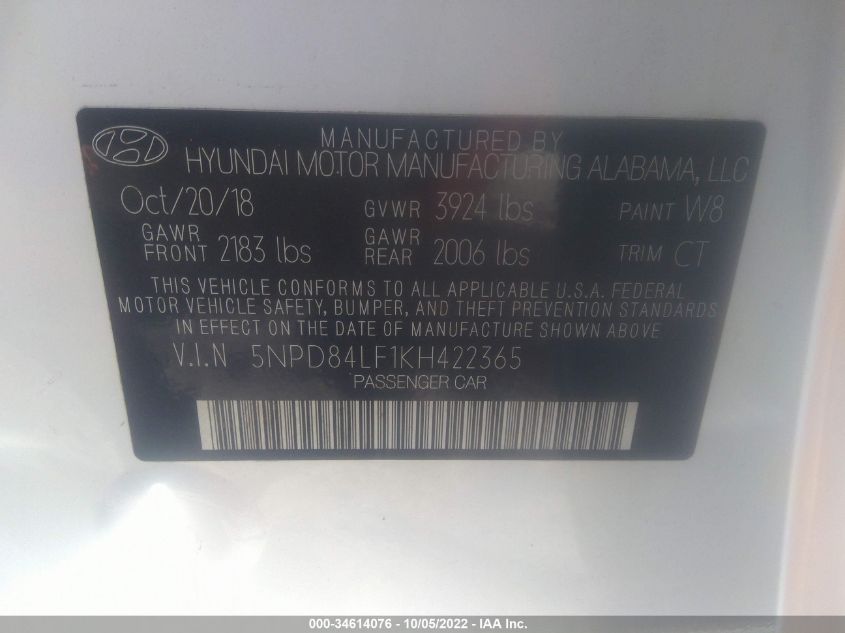 MANUFACTURED BY
HYUNDAI MOTOR MANUFACTURING ALABAMA, LLC
Oct/20/18 GVWR 3924 lbs PAINT W8
GAWR FRONT 2183 lbs GAWR REAR 2006 lbs TRIM CT
THIS VEHICLE CONFORMS TO ALL APPLICABLE U.S.A. FEDERAL
MOTOR VEHICLE SAFETY, BUMPER, AND THEFT PREVENTION STANDARDS
IN EFFECT ON THE DATE OF MANUFACTURE SHOWN ABOVE
V.I.N 5NPD84LF1KH422365
PASSENGER CAR
000-34614076 - 10/05/2022 - IAA Inc.